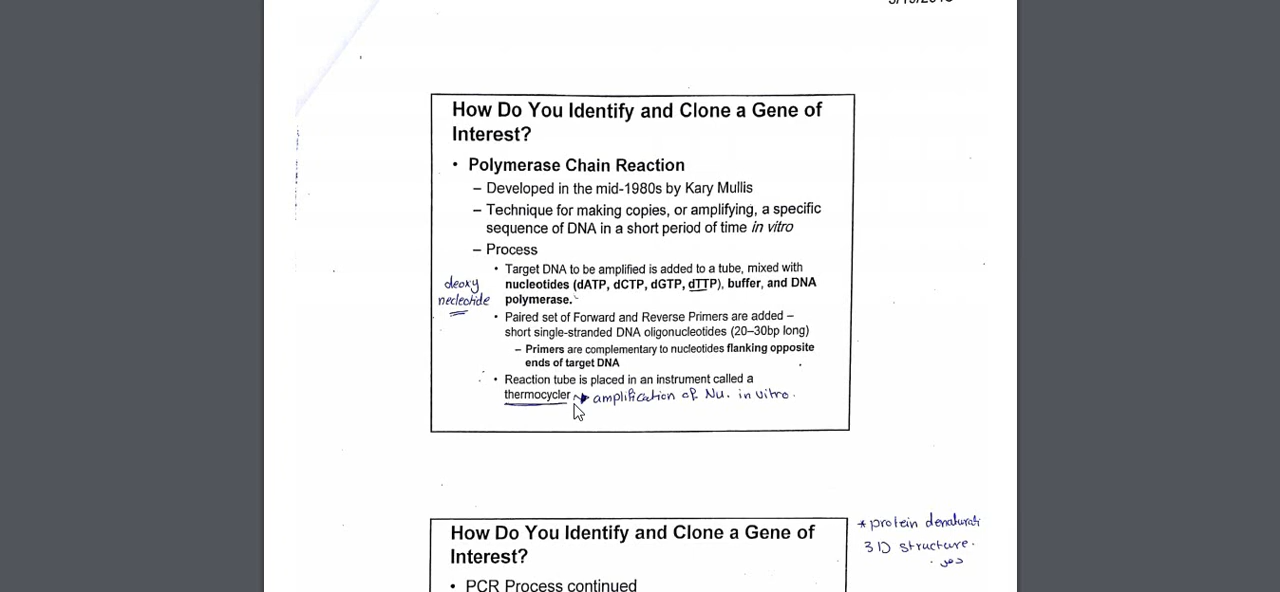 How Do You Identify and Clone a Gene of
Interest?
• Polymerase Chain Reaction
– Developed in the mid-1980s by Kary Mullis
– Technique for making copies, or amplifying, a specific
sequence of DNA in a short period of time in vitro
– Process
• Target DNA to be amplified is added to a tube, mixed with
deoxy
nucleotides (dATP, dCTP, dGTP, dTTP), buffer, and DNA
necleotide
polymerase.
• Paired set of Forward and Reverse Primers are added –
short single-stranded DNA oligonucleotides (20–30bp long)
– Primers are complementary to nucleotides flanking opposite
ends of target DNA
• Reaction tube is placed in an instrument called a
thermocycler → amplification of Nu. in vitro.
* protein denaturati
3D structure.
How Do You Identify and Clone a Gene of
Interest?
• PCR Process continued